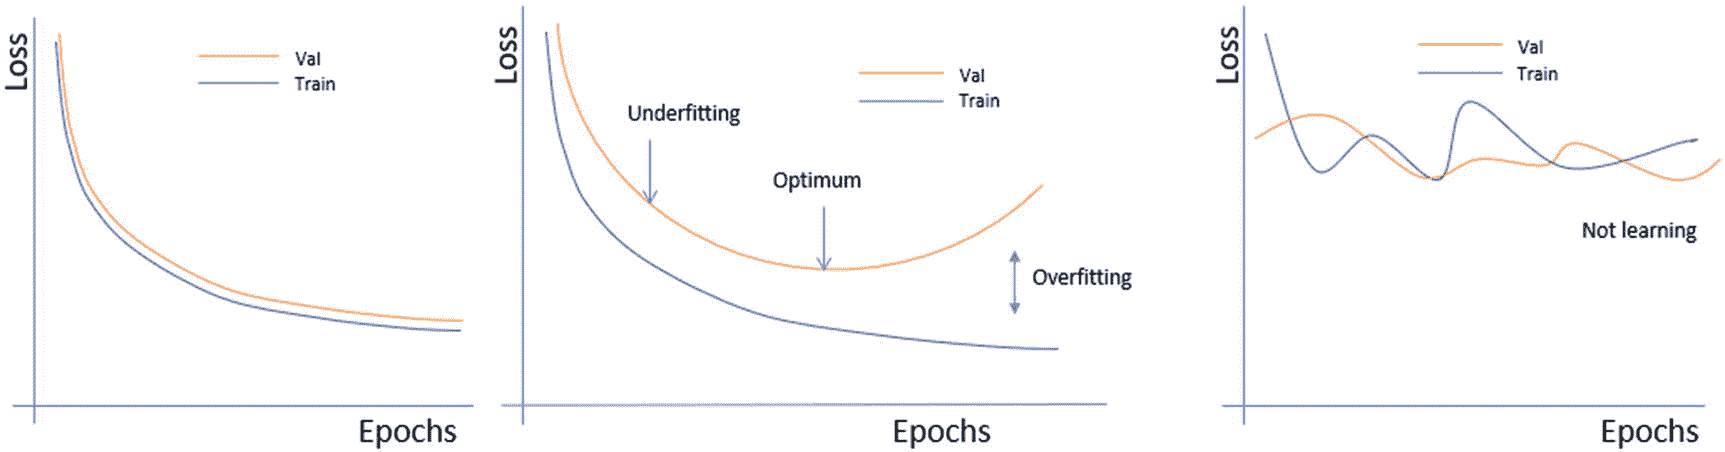 Loss
Val
Train
Epochs
Loss
Val
Train
Underfitting
Optimum
Overfitting
Epochs
Loss
Val
Train
Not learning
Epochs